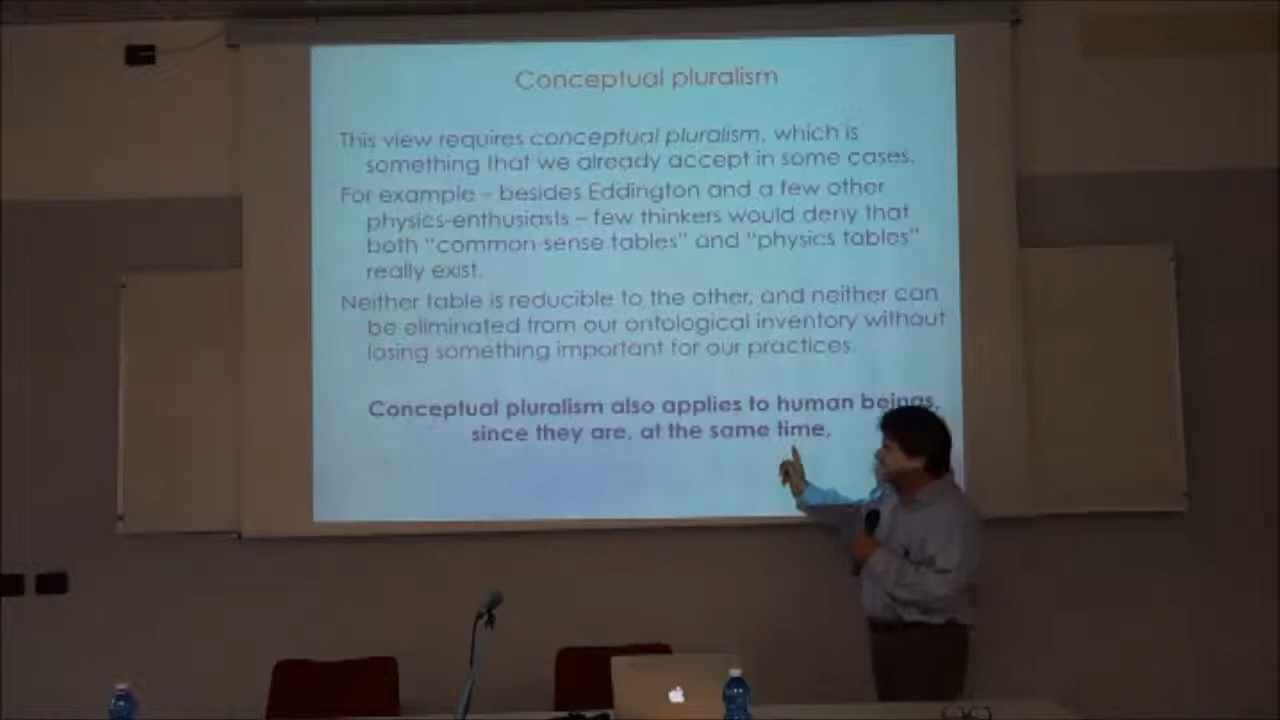 Conceptual pluralism
This view requires conceptual pluralism, which is
something that we already accept in some cases.
For example – besides Eddington and a few other
physics-enthusiasts – few thinkers would deny that
both “common sense tables” and “physics tables”
really exist.
Neither table is reducible to the other, and neither can
be eliminated from our ontological inventory without
losing something important for our practices.
Conceptual pluralism also applies to human beings,
since they are, at the same time,